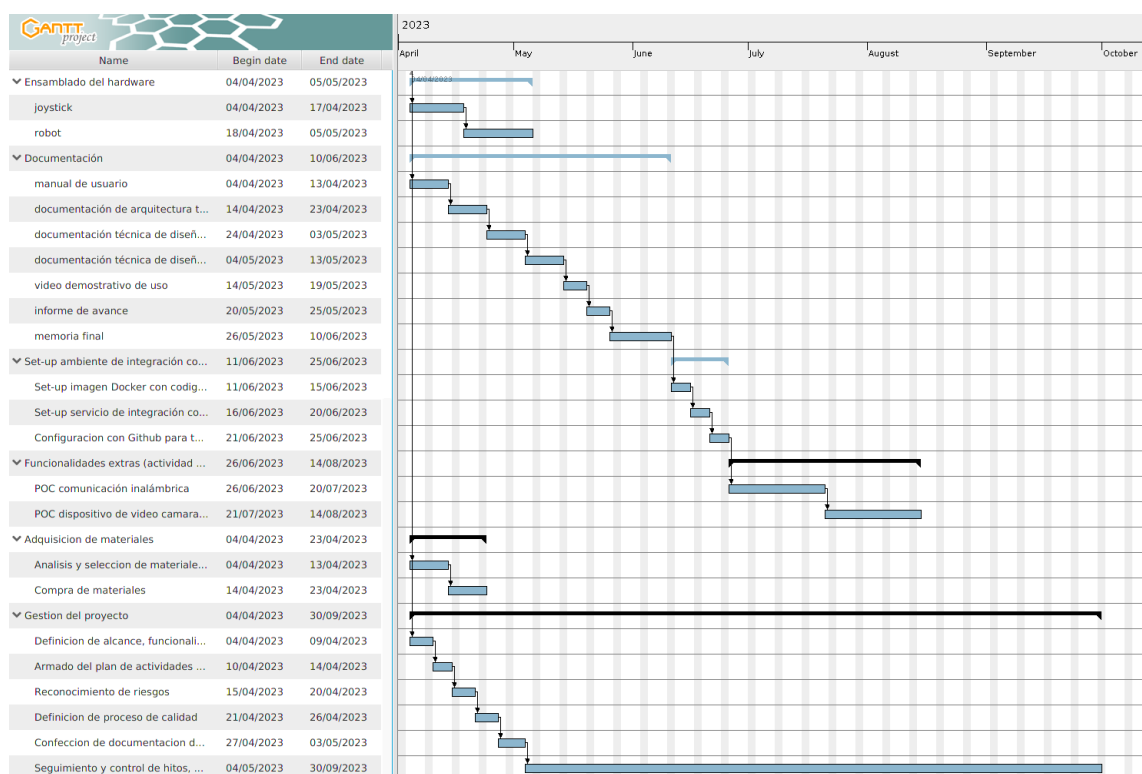 GANTT
project
2023
April May June July August September October
Name Begin date End date
Ensamblado del hardware 04/04/2023 05/05/2023
joystick 04/04/2023 17/04/2023
robot 18/04/2023 05/05/2023
Documentación 04/04/2023 10/06/2023
manual de usuario 04/04/2023 13/04/2023
documentación de arquitectura t... 14/04/2023 23/04/2023
documentación técnica de diseñ... 24/04/2023 03/05/2023
documentación técnica de diseñ... 04/05/2023 13/05/2023
video demostrativo de uso 14/05/2023 19/05/2023
informe de avance 20/05/2023 25/05/2023
memoria final 26/05/2023 10/06/2023
Set-up ambiente de integración co... 11/06/2023 25/06/2023
Set-up imagen Docker con codig... 11/06/2023 15/06/2023
Set-up servicio de integración co... 16/06/2023 20/06/2023
Configuracion con Github para t... 21/06/2023 25/06/2023
Funcionalidades extras (actividad ... 26/06/2023 14/08/2023
POC comunicación inalámbrica 26/06/2023 20/07/2023
POC dispositivo de video camara... 21/07/2023 14/08/2023
Adquisicion de materiales 04/04/2023 23/04/2023
Analisis y seleccion de materiale... 04/04/2023 13/04/2023
Compra de materiales 14/04/2023 23/04/2023
Gestion del proyecto 04/04/2023 30/09/2023
Definicion de alcance, funcionali... 04/04/2023 09/04/2023
Armado del plan de actividades ... 10/04/2023 14/04/2023
Reconocimiento de riesgos 15/04/2023 20/04/2023
Definicion de proceso de calidad 21/04/2023 26/04/2023
Confeccion de documentacion d... 27/04/2023 03/05/2023
Seguimiento y control de hitos, ... 04/05/2023 30/09/2023